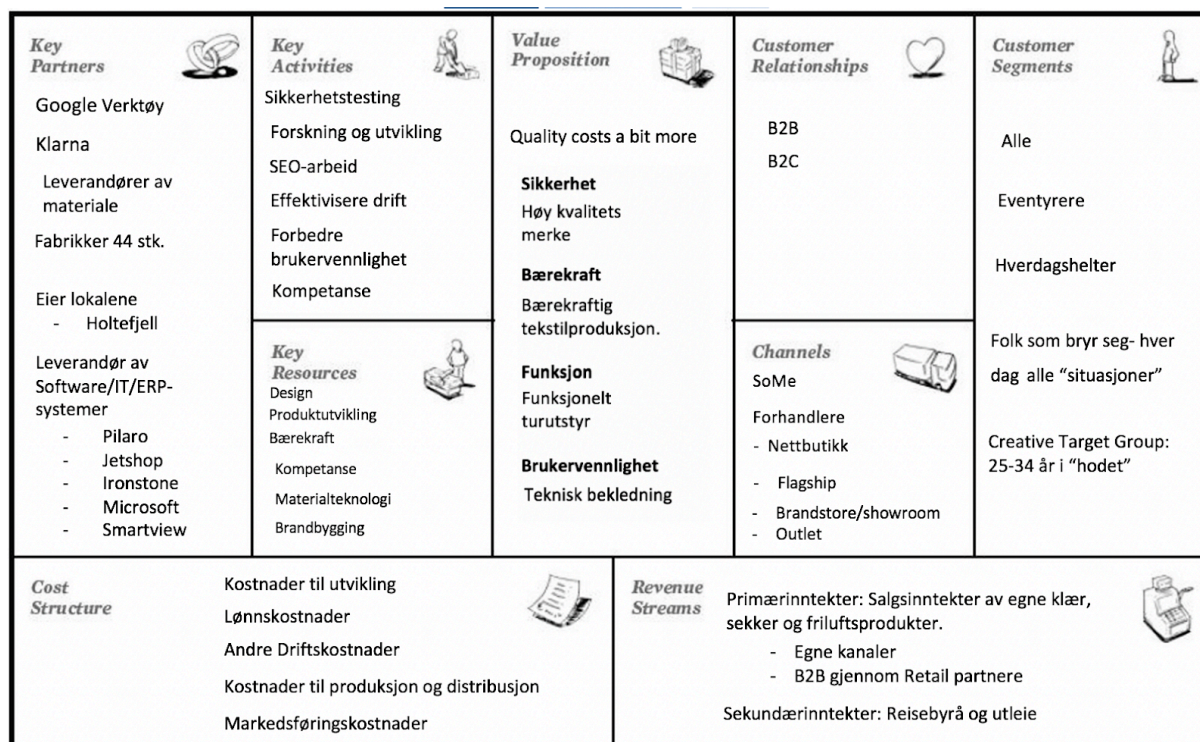 Key
Partners
Google Verktøy
Klarna
Leverandører av
materiale
Fabrikker 44 stk.
Eier lokalene
- Holtefjell
Leverandør av
Software/IT/ERP-
systemer
- Pilaro
- Jetshop
- Ironstone
- Microsoft
- Smartview
Key
Activities
Sikkerhetstesting
Forskning og utvikling
SEO-arbeid
Effektivisere drift
Forbedre
brukervennlighet
Kompetanse
Key
Resources
Design
Produktutvikling
Bærekraft
Kompetanse
Materialteknologi
Brandbygging
Value
Proposition
Quality costs a bit more
Sikkerhet
Høy kvalitets
merke
Bærekraft
Bærekraftig
tekstilproduksjon.
Funksjon
Funksjonelt
turutstyr
Brukervennlighet
Teknisk bekledning
Customer
Relationships
B2B
B2C
Channels
SoMe
Forhandlere
- Nettbutikk
- Flagship
- Brandstore/showroom
- Outlet
Customer
Segments
Alle
Eventyrere
Hverdagshelter
Folk som bryr seg- hver
dag alle “situasjoner”
Creative Target Group:
25-34 år i “hodet”
Cost
Structure
Kostnader til utvikling
Lønnskostnader
Andre Driftskostnader
Kostnader til produksjon og distribusjon
Markedsføringskostnader
Revenue
Streams
Primærinntekter: Salgsinntekter av egne klær,
sekker og friluftsprodukter.
- Egne kanaler
- B2B gjennom Retail partnere
Sekundærinntekter: Reisebyrå og utleie